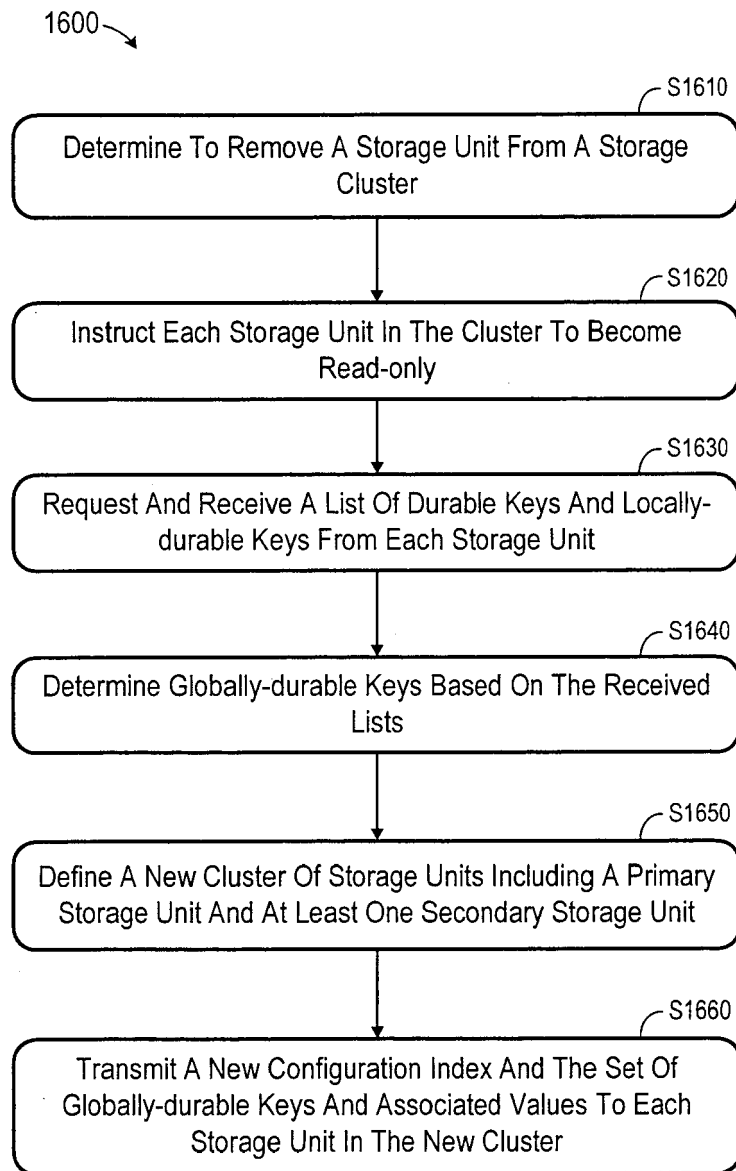 1600
S1610
Determine To Remove A Storage Unit From A Storage
Cluster
S1620
Instruct Each Storage Unit In The Cluster To Become
Read-only
S1630
Request And Receive A List Of Durable Keys And Locally-
durable Keys From Each Storage Unit
S1640
Determine Globally-durable Keys Based On The Received
Lists
S1650
Define A New Cluster Of Storage Units Including A Primary
Storage Unit And At Least One Secondary Storage Unit
S1660
Transmit A New Configuration Index And The Set Of
Globally-durable Keys And Associated Values To Each
Storage Unit In The New Cluster